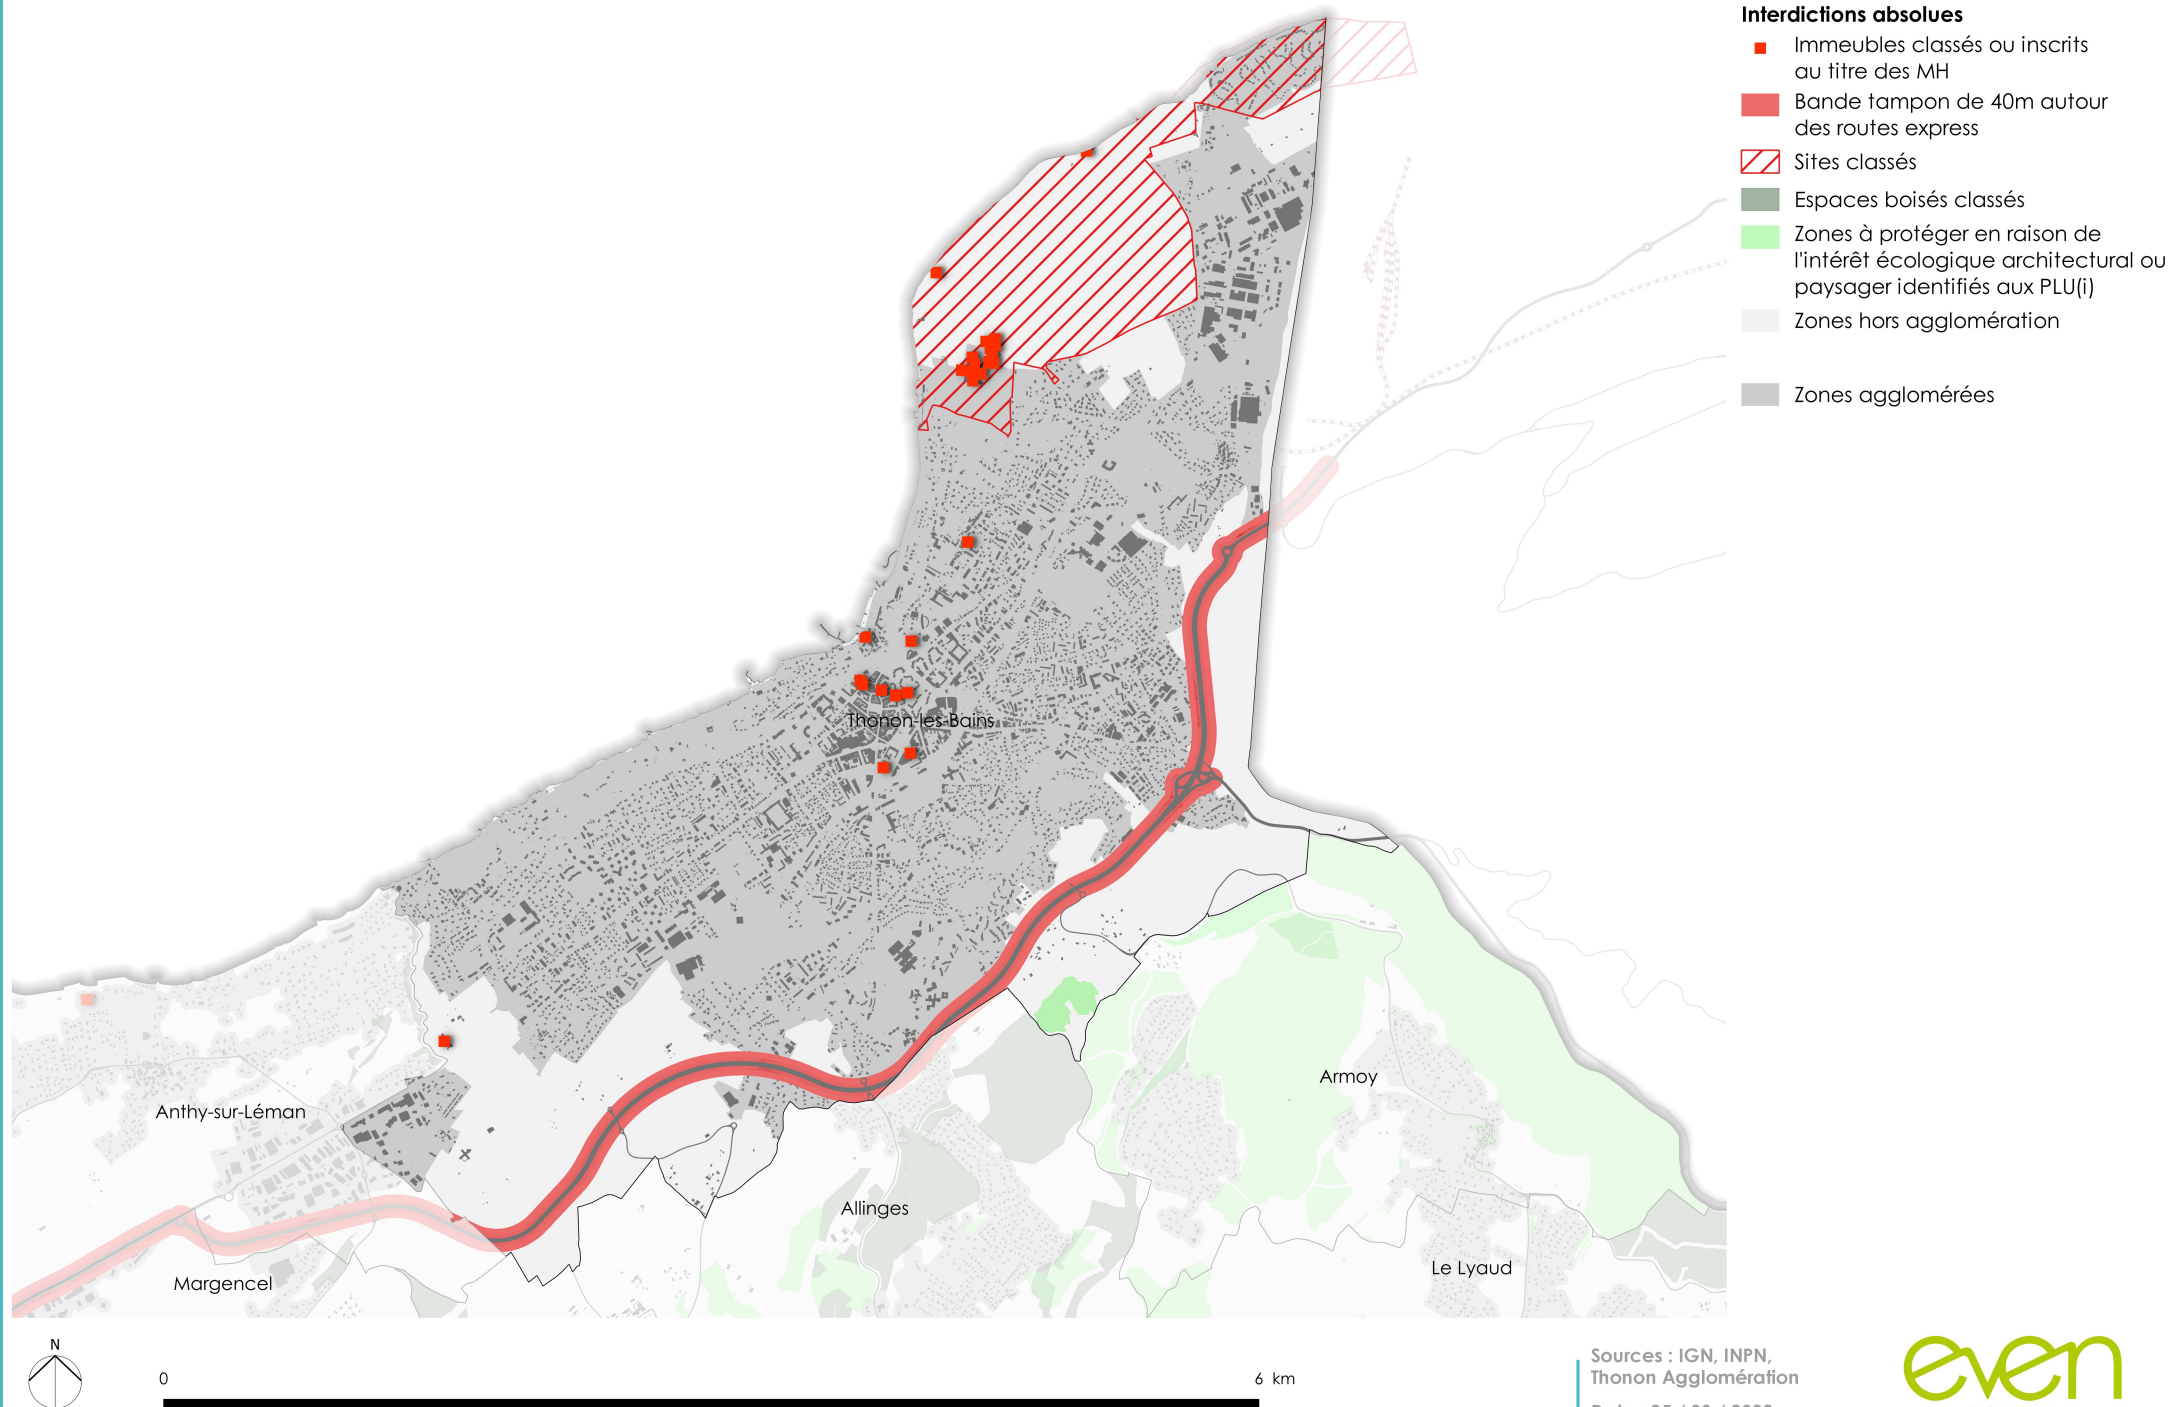 Interdictions absolues
Immeubles classés ou inscrits
au titre des MH
Bande tampon de 40m autour
des routes express
Sites classés
Espaces boisés classés
Zones à protéger en raison de
l'intérêt écologique architectural ou
paysager identifiés aux PLU(i)
Zones hors agglomération
Zones agglomérées
Thonon-les-Bains
Armoy
Anthy-sur-Léman
Allinges
Le Lyaud
Margencel
N
0
6 km
Sources : IGN, INPN,
Thonon Agglomération
even